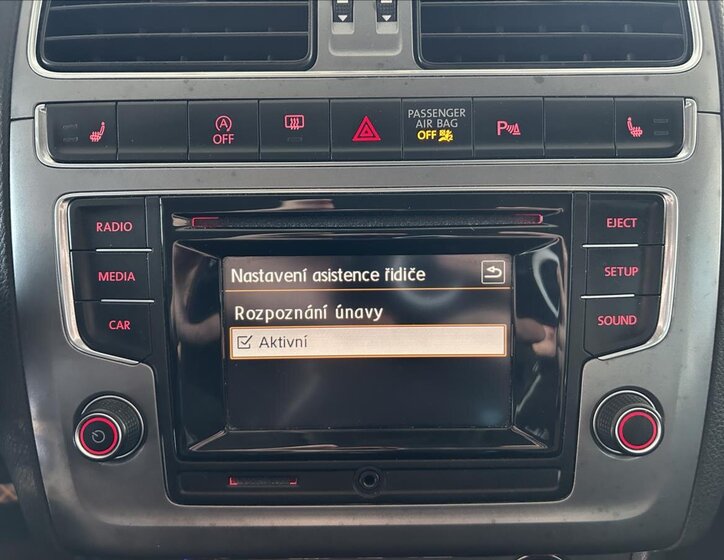 OFF
PASSENGER
AIR BAG
OFF
P
RADIO
EJECT
MEDIA
SETUP
CAR
SOUND
Nastavení asistence řidiče
Rozpoznání únavy
Aktivní